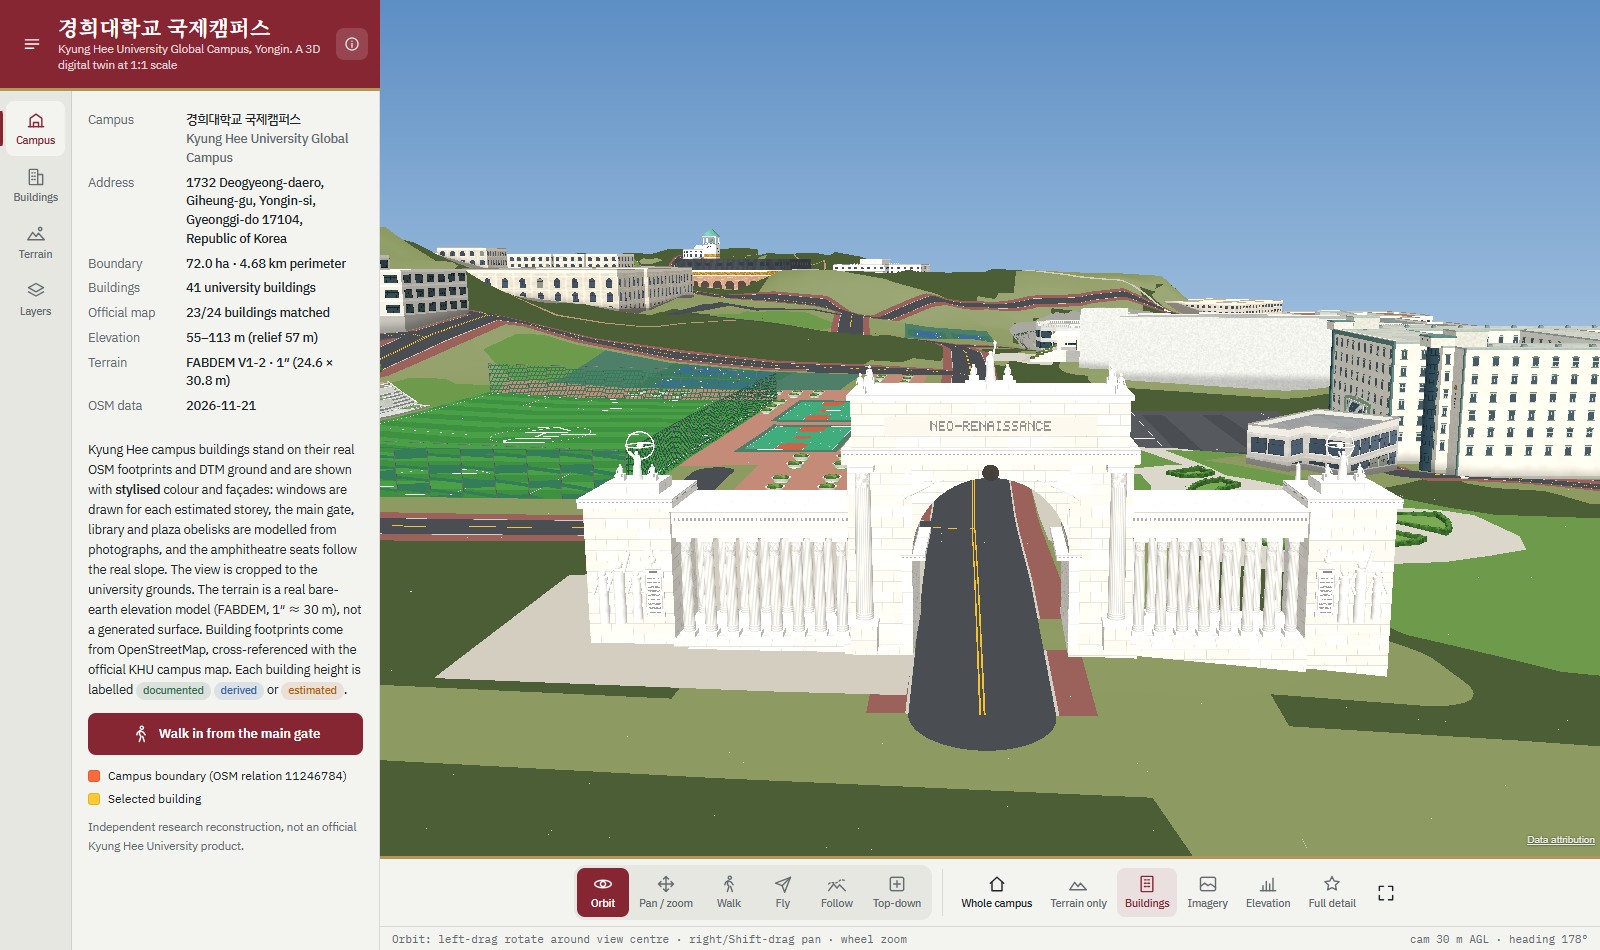 경희대학교 국제캠퍼스
Kyung Hee University Global Campus, Yongin. A 3D
digital twin at 1:1 scale
Campus
Buildings
Terrain
Layers
Campus
경희대학교 국제캠퍼스
Kyung Hee University Global
Campus
Address
1732 Deogyeong-daero,
Giheung-gu, Yongin-si,
Gyeonggi-do 17104,
Republic of Korea
Boundary
72.0 ha · 4.68 km perimeter
Buildings
41 university buildings
Official map
23/24 buildings matched
Elevation
55–113 m (relief 57 m)
Terrain
FABDEM V1-2 · 1″ (24.6 ×
30.8 m)
OSM data
2026-11-21
Kyung Hee campus buildings stand on their real
OSM footprints and DTM ground and are shown
with stylised colour and façades: windows are
drawn for each estimated storey, the main gate,
library and plaza obelisks are modelled from
photographs, and the amphitheatre seats follow
the real slope. The view is cropped to the
university grounds. The terrain is a real bare-
earth elevation model (FABDEM, 1″ ≈ 30 m), not
a generated surface. Building footprints come
from OpenStreetMap, cross-referenced with the
official KHU campus map. Each building height is
labelled documented derived or estimated.
Walk in from the main gate
Campus boundary (OSM relation 11246784)
Selected building
Independent research reconstruction, not an official
Kyung Hee University product.
NEO-RENAISSANCE
Data attribution
Orbit
Pan / zoom
Walk
Fly
Follow
Top-down
Whole campus
Terrain only
Buildings
Imagery
Elevation
Full detail
Orbit: left-drag rotate around view centre · right/Shift-drag pan · wheel zoom
cam 30 m AGL · heading 178°